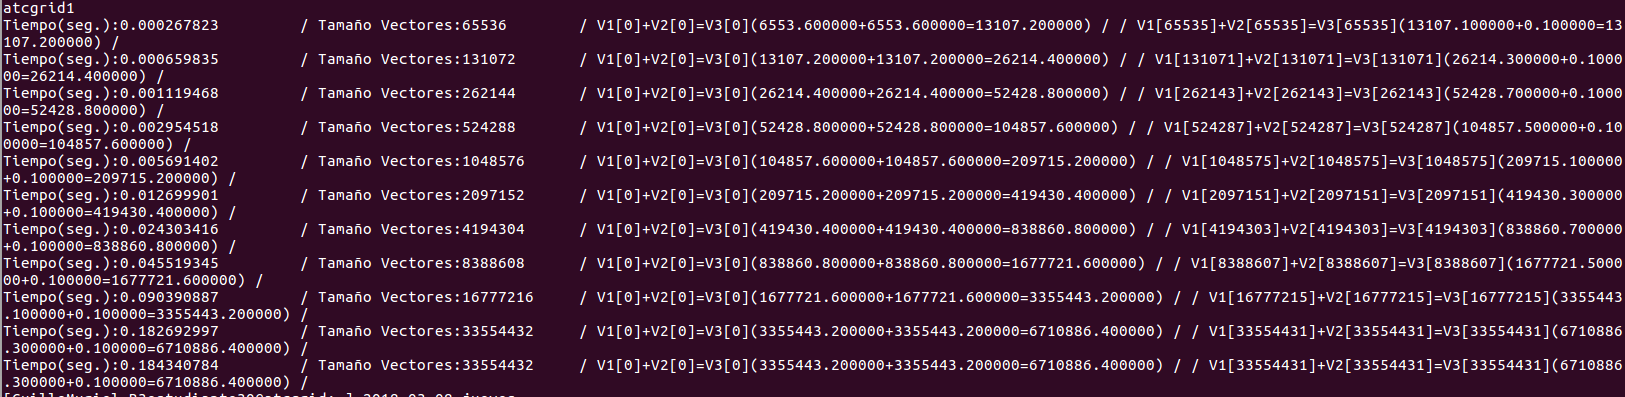 atcgrid1
Tiempo(seg.):0.000267823 / Tamaño Vectores:65536 / V1[0]+V2[0]=V3[0](6553.600000+6553.600000=13107.200000) / / V1[65535]+V2[65535]=V3[65535](13107.100000+0.100000=13
107.200000) /
Tiempo(seg.):0.000659835 / Tamaño Vectores:131072 / V1[0]+V2[0]=V3[0](13107.200000+13107.200000=26214.400000) / / V1[131071]+V2[131071]=V3[131071](26214.300000+0.1000
00=26214.400000) /
Tiempo(seg.):0.001119468 / Tamaño Vectores:262144 / V1[0]+V2[0]=V3[0](26214.400000+26214.400000=52428.800000) / / V1[262143]+V2[262143]=V3[262143](52428.700000+0.1000
00=52428.800000) /
Tiempo(seg.):0.002954518 / Tamaño Vectores:524288 / V1[0]+V2[0]=V3[0](52428.800000+52428.800000=104857.600000) / / V1[524287]+V2[524287]=V3[524287](104857.500000+0.10
0000=104857.600000) /
Tiempo(seg.):0.005691402 / Tamaño Vectores:1048576 / V1[0]+V2[0]=V3[0](104857.600000+104857.600000=209715.200000) / / V1[1048575]+V2[1048575]=V3[1048575](209715.100000
+0.100000=209715.200000) /
Tiempo(seg.):0.012699901 / Tamaño Vectores:2097152 / V1[0]+V2[0]=V3[0](209715.200000+209715.200000=419430.400000) / / V1[2097151]+V2[2097151]=V3[2097151](419430.300000
+0.100000=419430.400000) /
Tiempo(seg.):0.024303416 / Tamaño Vectores:4194304 / V1[0]+V2[0]=V3[0](419430.400000+419430.400000=838860.800000) / / V1[4194303]+V2[4194303]=V3[4194303](838860.700000
+0.100000=838860.800000) /
Tiempo(seg.):0.045519345 / Tamaño Vectores:8388608 / V1[0]+V2[0]=V3[0](838860.800000+838860.800000=1677721.600000) / / V1[8388607]+V2[8388607]=V3[8388607](1677721.5000
00+0.100000=1677721.600000) /
Tiempo(seg.):0.090390887 / Tamaño Vectores:16777216 / V1[0]+V2[0]=V3[0](1677721.600000+1677721.600000=3355443.200000) / / V1[16777215]+V2[16777215]=V3[16777215](3355443
.100000+0.100000=3355443.200000) /
Tiempo(seg.):0.182692997 / Tamaño Vectores:33554432 / V1[0]+V2[0]=V3[0](3355443.200000+3355443.200000=6710886.400000) / / V1[33554431]+V2[33554431]=V3[33554431](6710886
.300000+0.100000=6710886.400000) /
Tiempo(seg.):0.184340784 / Tamaño Vectores:33554432 / V1[0]+V2[0]=V3[0](3355443.200000+3355443.200000=6710886.400000) / / V1[33554431]+V2[33554431]=V3[33554431](6710886
.300000+0.100000=6710886.400000) /